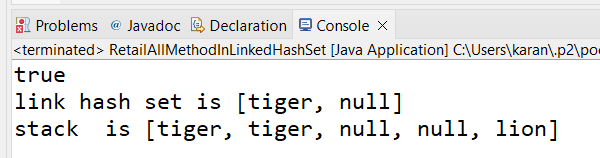 Problems Javadoc Declaration Console
<terminated> RetailAllMethodInLinkedHashSet [Java Application] C:\Users\karan\.p2\poo
true
link hash set is [tiger, null]
stack  is [tiger, tiger, null, null, lion]